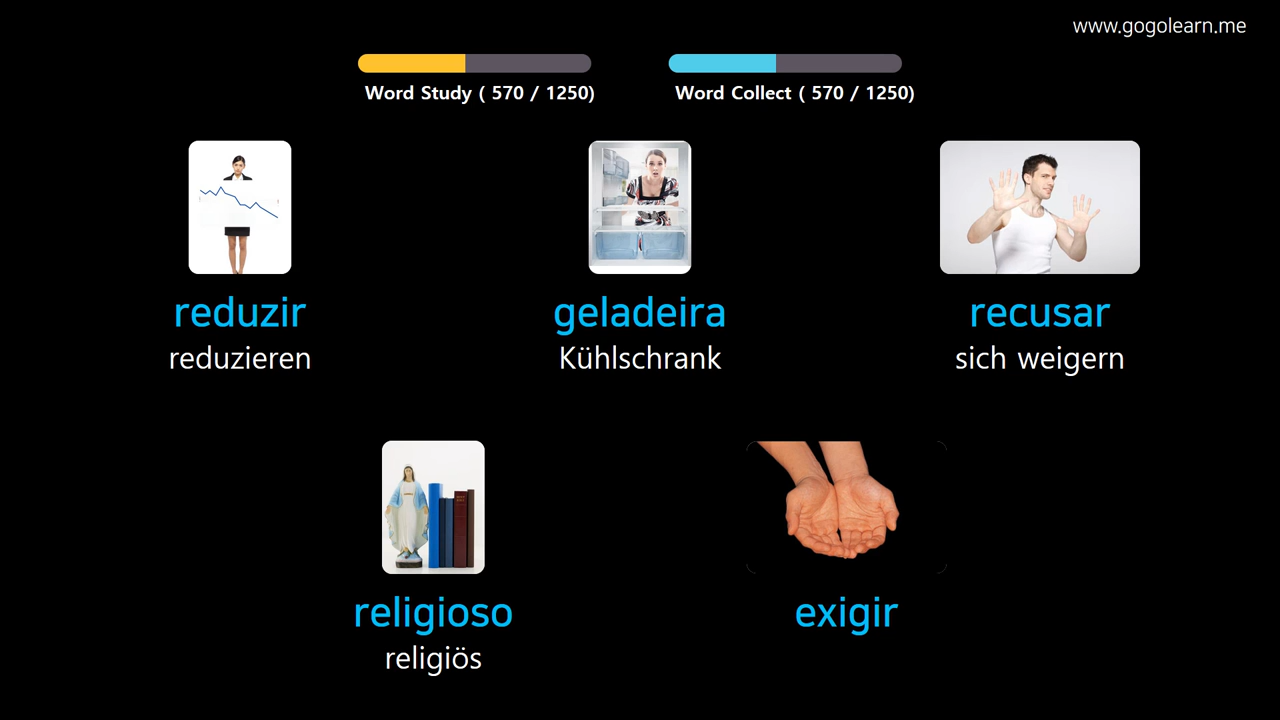 www.gogolearn.me
Word Study ( 570 / 1250)
Word Collect ( 570 / 1250)
reduzir
reduzieren
geladeira
Kühlschrank
recusar
sich weigern
religioso
religiös
exigir